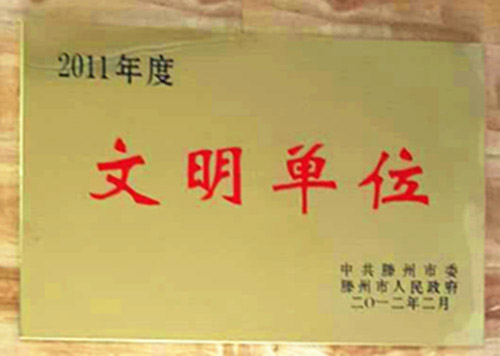 2011年度
文明单位
中共滕州市委
滕州市人民政府
二〇一二年二月